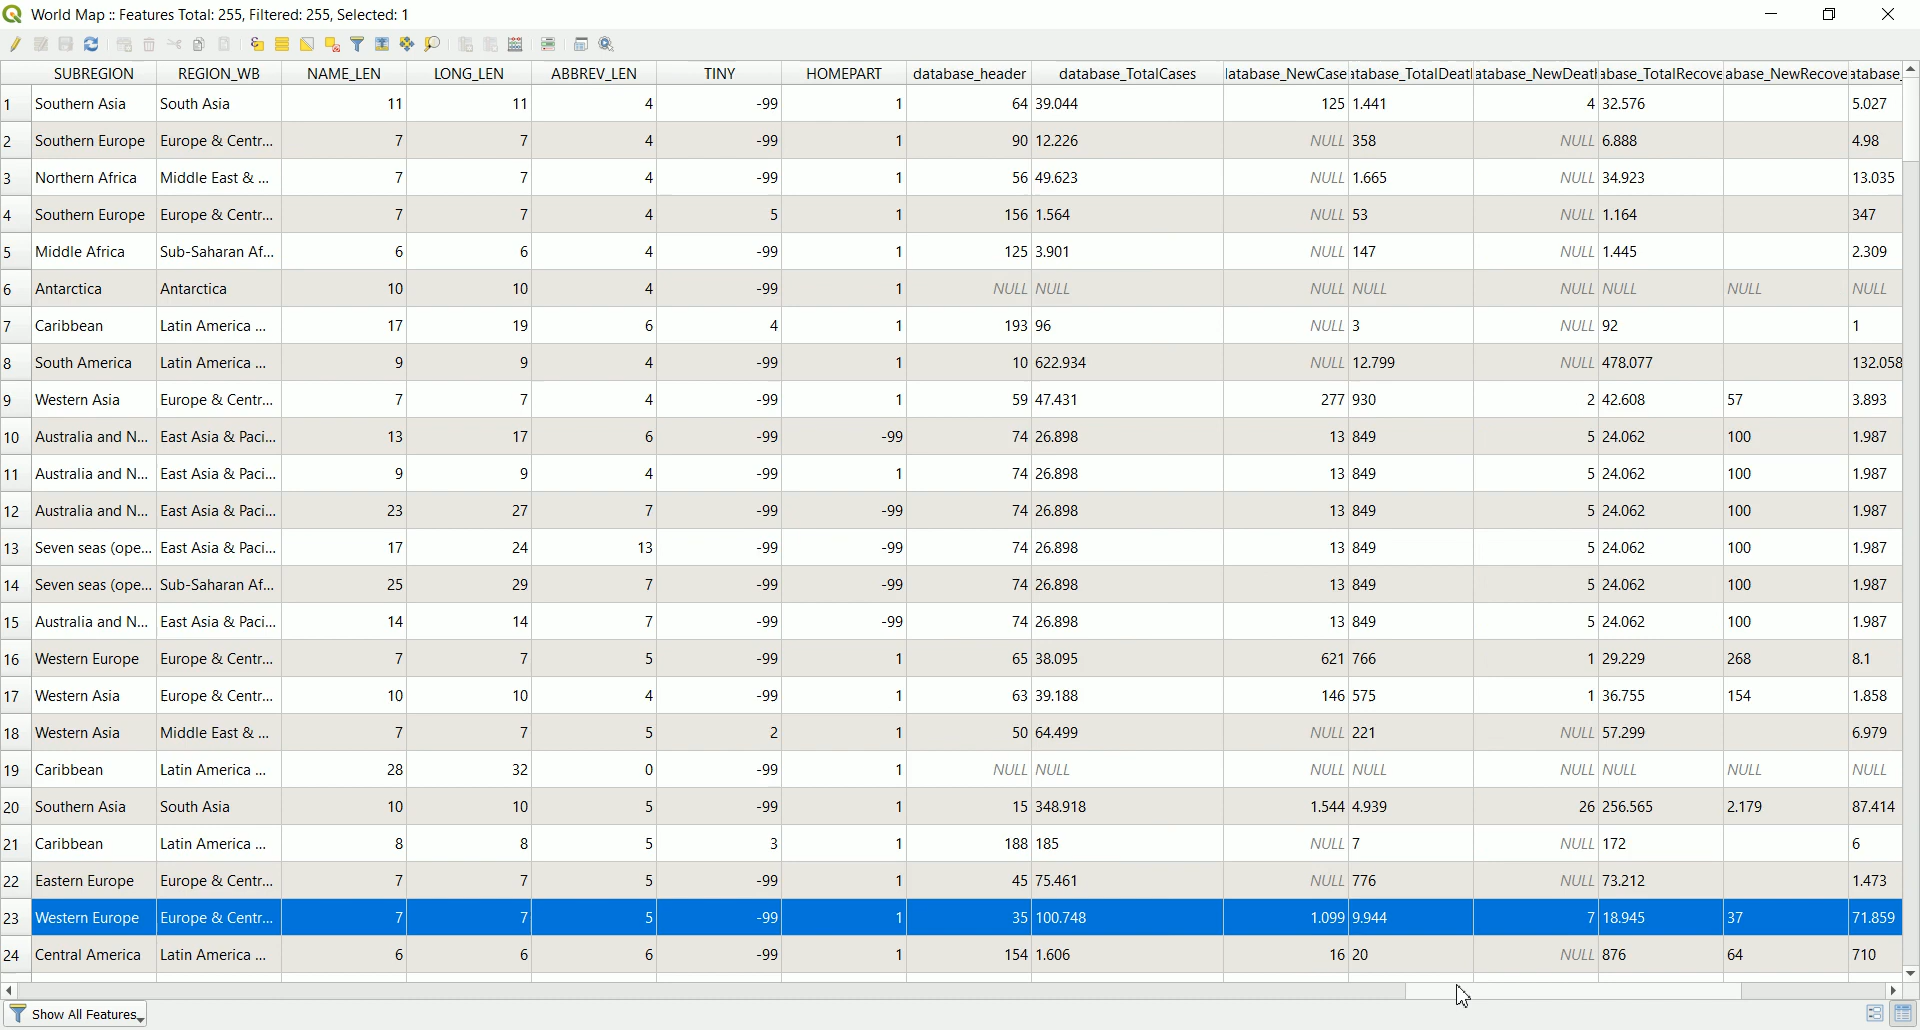 World Map :: Features Total: 255, Filtered: 255, Selected: 1
SUBREGION REGION_WB NAME_LEN LONG_LEN ABBREV_LEN TINY HOMEPART database_header database_TotalCases latabase_NewCase atabase_TotalDeatl atabase_NewDeatl abase_TotalRecove abase_NewRecove atabase_
1 Southern Asia South Asia 11 11 4 -99 1 64 39.044 125 1.441 4 32.576 5.027
2 Southern Europe Europe & Centr... 7 7 4 -99 1 90 12.226 NULL 358 NULL 6.888 4.98
3 Northern Africa Middle East & ... 7 7 4 -99 1 56 49.623 NULL 1.665 NULL 34.923 13.035
4 Southern Europe Europe & Centr... 7 7 4 5 1 156 1.564 NULL 53 NULL 1.164 347
5 Middle Africa Sub-Saharan Af... 6 6 4 -99 1 125 3.901 NULL 147 NULL 1.445 2.309
6 Antarctica Antarctica 10 10 4 -99 1 NULL NULL NULL NULL NULL NULL NULL NULL
7 Caribbean Latin America ... 17 19 6 4 1 193 96 NULL 3 NULL 92 1
8 South America Latin America ... 9 9 4 -99 1 10 622.934 NULL 12.799 NULL 478.077 132.058
9 Western Asia Europe & Centr... 7 7 4 -99 1 59 47.431 277 930 2 42.608 57 3.893
10 Australia and N... East Asia & Paci... 13 17 6 -99 -99 74 26.898 13 849 5 24.062 100 1.987
11 Australia and N... East Asia & Paci... 9 9 4 -99 1 74 26.898 13 849 5 24.062 100 1.987
12 Australia and N... East Asia & Paci... 23 27 7 -99 -99 74 26.898 13 849 5 24.062 100 1.987
13 Seven seas (ope... East Asia & Paci... 17 24 13 -99 -99 74 26.898 13 849 5 24.062 100 1.987
14 Seven seas (ope... Sub-Saharan Af... 25 29 7 -99 -99 74 26.898 13 849 5 24.062 100 1.987
15 Australia and N... East Asia & Paci... 14 14 7 -99 -99 74 26.898 13 849 5 24.062 100 1.987
16 Western Europe Europe & Centr... 7 7 5 -99 1 65 38.095 621 766 1 29.229 268 8.1
17 Western Asia Europe & Centr... 10 10 4 -99 1 63 39.188 146 575 1 36.755 154 1.858
18 Western Asia Middle East & ... 7 7 5 2 1 50 64.499 NULL 221 NULL 57.299 6.979
19 Caribbean Latin America ... 28 32 0 -99 1 NULL NULL NULL NULL NULL NULL NULL NULL
20 Southern Asia South Asia 10 10 5 -99 1 15 348.918 1.544 4.939 26 256.565 2.179 87.414
21 Caribbean Latin America ... 8 8 5 3 1 188 185 NULL 7 NULL 172 6
22 Eastern Europe Europe & Centr... 7 7 5 -99 1 45 75.461 NULL 776 NULL 73.212 1.473
23 Western Europe Europe & Centr... 7 7 5 -99 1 35 100.748 1.099 9.944 7 18.945 37 71.859
24 Central America Latin America ... 6 6 6 -99 1 154 1.606 16 20 NULL 876 64 710
Show All Features